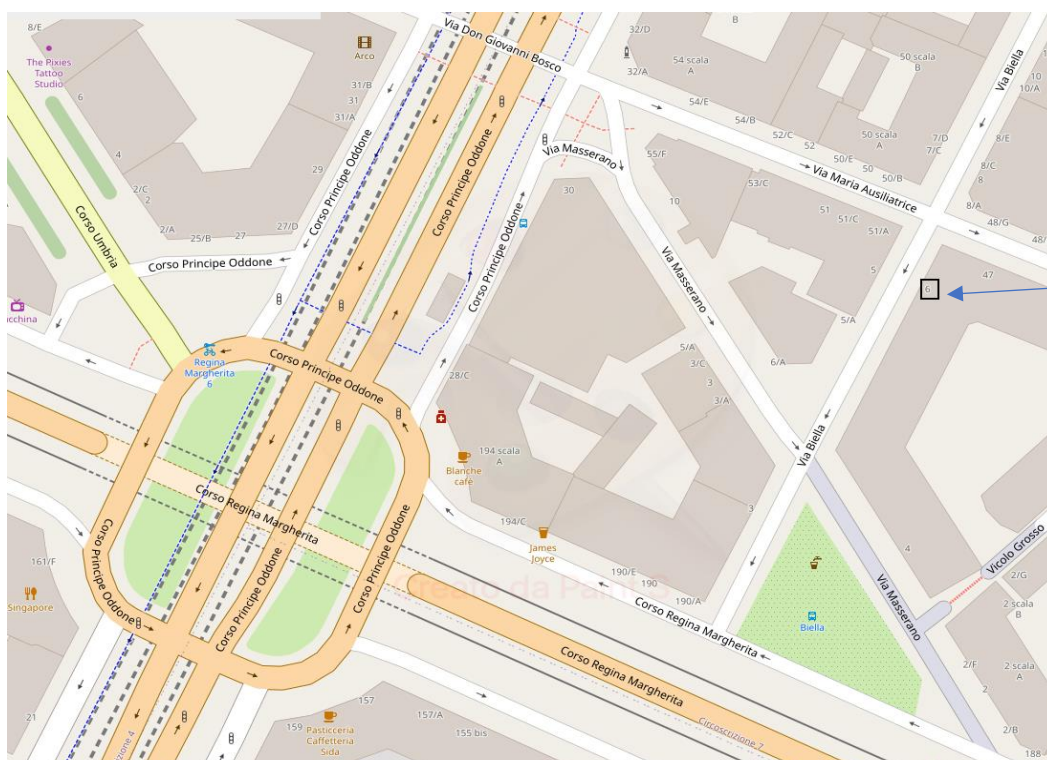 8/E
The Pixies
Tattoo
Studio
6
4
2/C
2
2/A
25/B
27
27/D
29
31/A
31
31/B
Arco
Via Don Giovanni Bosco
32/D
32/A
B
54 scala
A
54/E
54/B
52/C
52
50/E
50
50/B
50 scala
A
50 scala
B
7/D
7/C
Via Biella
10
10/A
8/E
8/C
8
8/A
48/G
48/
Via Maria Ausiliatrice
Corso Umbria
Corso Principe Oddone
Corso Principe Oddone
Corso Principe Oddone
Corso Principe Oddone
Corso Principe Oddone
Via Masserano
55/F
53/C
51
51/C
51/A
5
5/A
47
6
30
10
Via Masserano
6/A
5/A
3/C
3
3/A
28/C
acchina
Regina
Margherita
6
Corso Principe Oddone
Corso Regina Margherita
Corso Principe Oddone
Corso Principe Oddone
Corso Principe Oddone
194 scala
A
Blanche
café
194/C
James
Joyce
190/E
190
190/A
3
Via Biella
4
Vicolo Grosso
2/G
2 scala
B
Via Masserano
Biella
2/F
2 scala
A
2
2/B
188
161/F
Singapore
21
Creato da Paint S
Corso Regina Margherita
Corso Regina Margherita
Circoscrizione 7
zione 4
157
157/A
159
155 bis
Pasticceria
Caffetteria
Sida